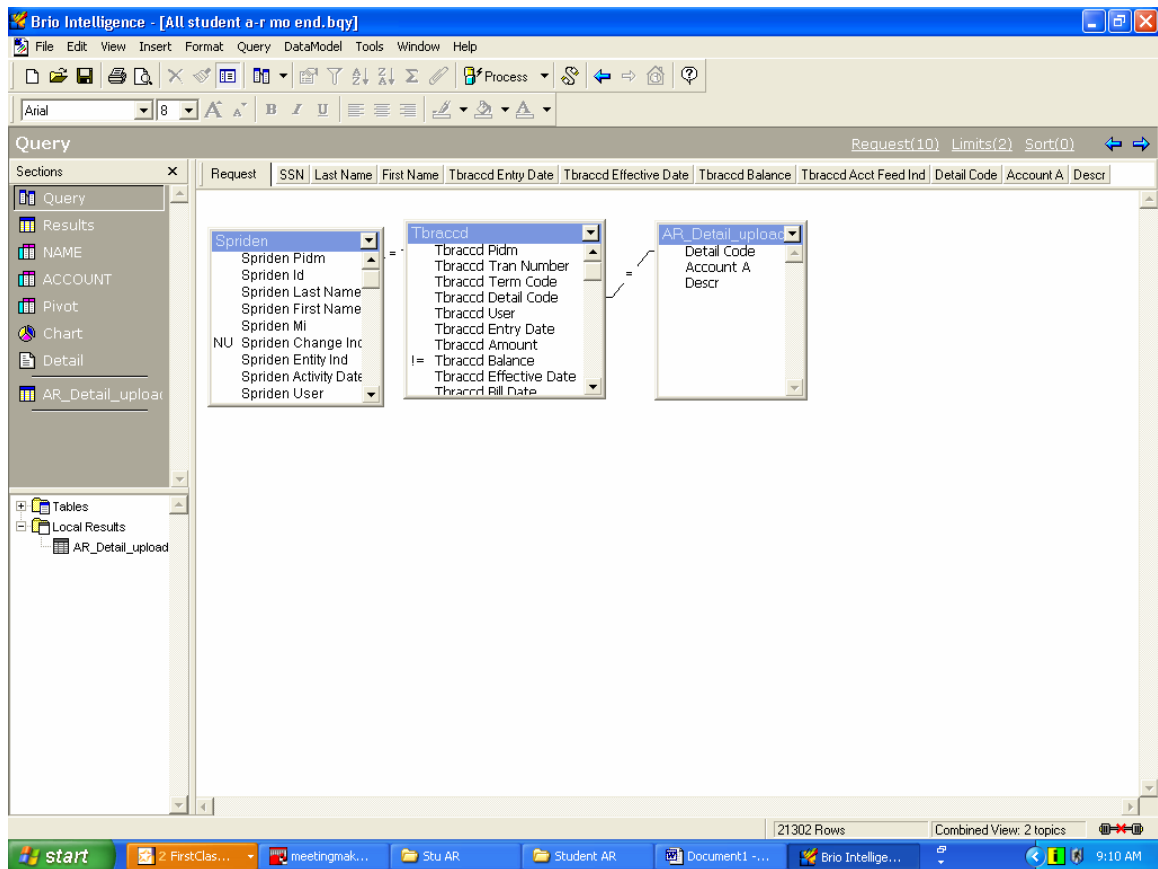 Brio Intelligence - [All student a-r mo end.bqy]
File Edit View Insert Format Query DataModel Tools Window Help
Process
Arial 8 A A B I U A
Query Request(10) Limits(2) Sort(0)
Sections
Request SSN Last Name First Name Tbraccd Entry Date Tbraccd Effective Date Tbraccd Balance Tbraccd Acct Feed Ind Detail Code Account A Descr
Query
Results
NAME
ACCOUNT
Pivot
Chart
Detail
AR_Detail_upload
Spriden
Spriden Pidm
Spriden Id
Spriden Last Name
Spriden First Name
Spriden Mi
NU Spriden Change Ind
Spriden Entity Ind
Spriden Activity Date
Spriden User
=
Tbraccd
Tbraccd Pidm
Tbraccd Tran Number
Tbraccd Term Code
Tbraccd Detail Code
Tbraccd User
Tbraccd Entry Date
Tbraccd Amount
!= Tbraccd Balance
Tbraccd Effective Date
Tbraccd Bill Date
=
AR_Detail_upload
Detail Code
Account A
Descr
Tables
Local Results
AR_Detail_upload
21302 Rows Combined View: 2 topics
start 2 FirstClas... meetingmak... Stu AR Student AR Document1 -... Brio Intellige... 9:10 AM